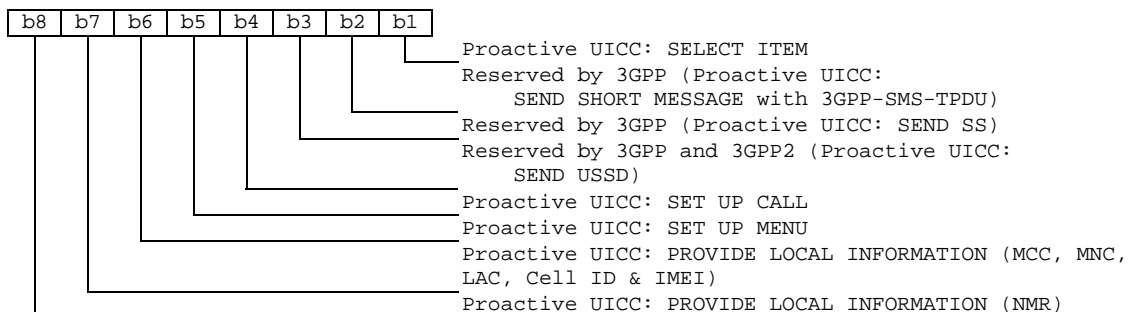 b8 b7 b6 b5 b4 b3 b2 b1
Proactive UICC: SELECT ITEM
Reserved by 3GPP (Proactive UICC:
SEND SHORT MESSAGE with 3GPP-SMS-TPDU)
Reserved by 3GPP (Proactive UICC: SEND SS)
Reserved by 3GPP and 3GPP2 (Proactive UICC:
SEND USSD)
Proactive UICC: SET UP CALL
Proactive UICC: SET UP MENU
Proactive UICC: PROVIDE LOCAL INFORMATION (MCC, MNC,
LAC, Cell ID & IMEI)
Proactive UICC: PROVIDE LOCAL INFORMATION (NMR)